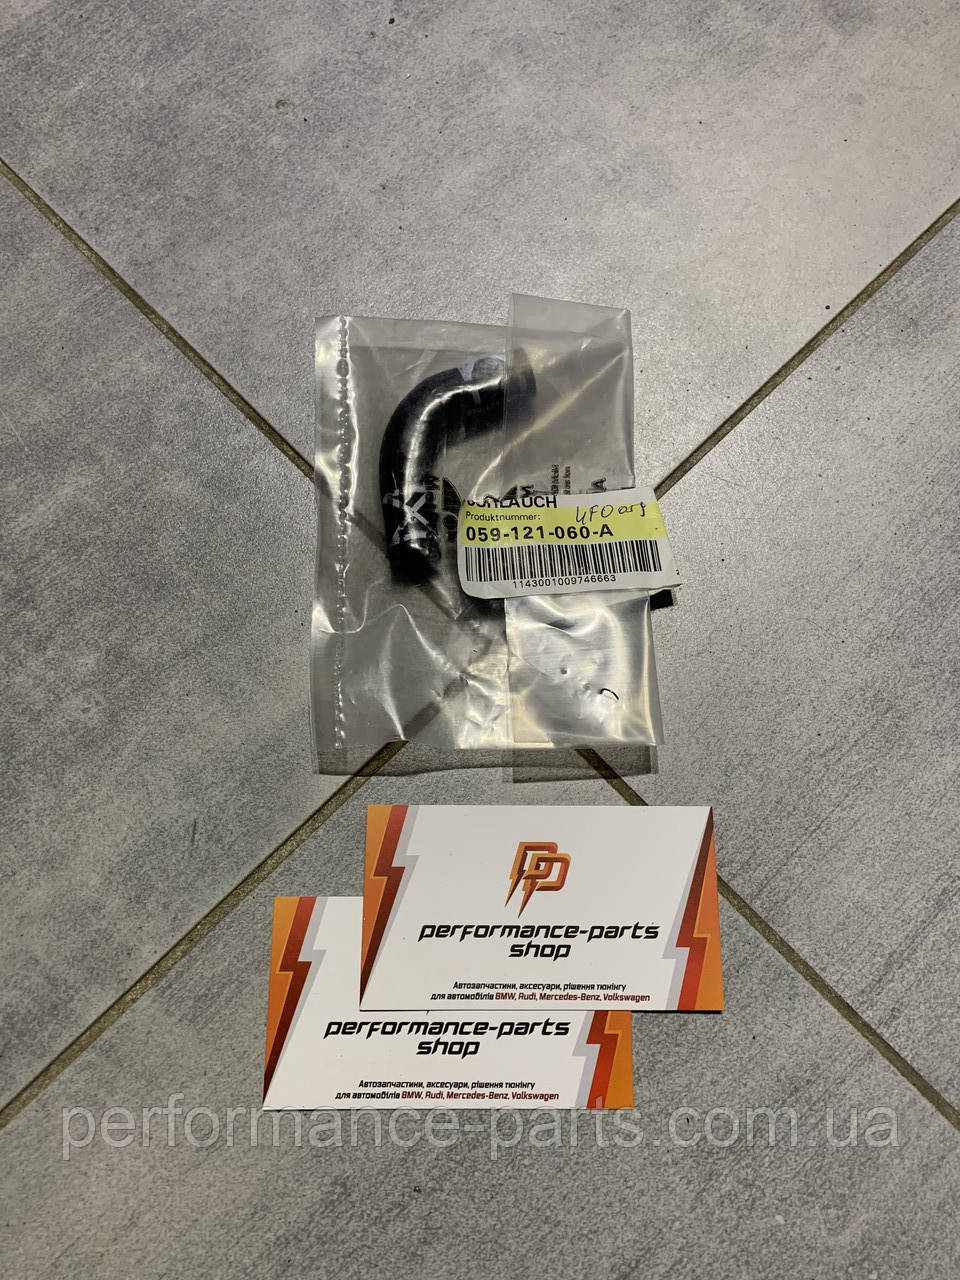 SCHLAUCH
Produktnummer:
059-121-060-A
1143001009746663
performance-parts
shop
Автозапчастини, аксесуари, рішення тюнінгу
для автомобілів BMW, Audi, Mercedes-Benz, Volkswagen
performance-parts
shop
Автозапчастини, аксесуари, рішення тюнінгу
для автомобілів BMW, Audi, Mercedes-Benz, Volkswagen
performance-parts.com.ua